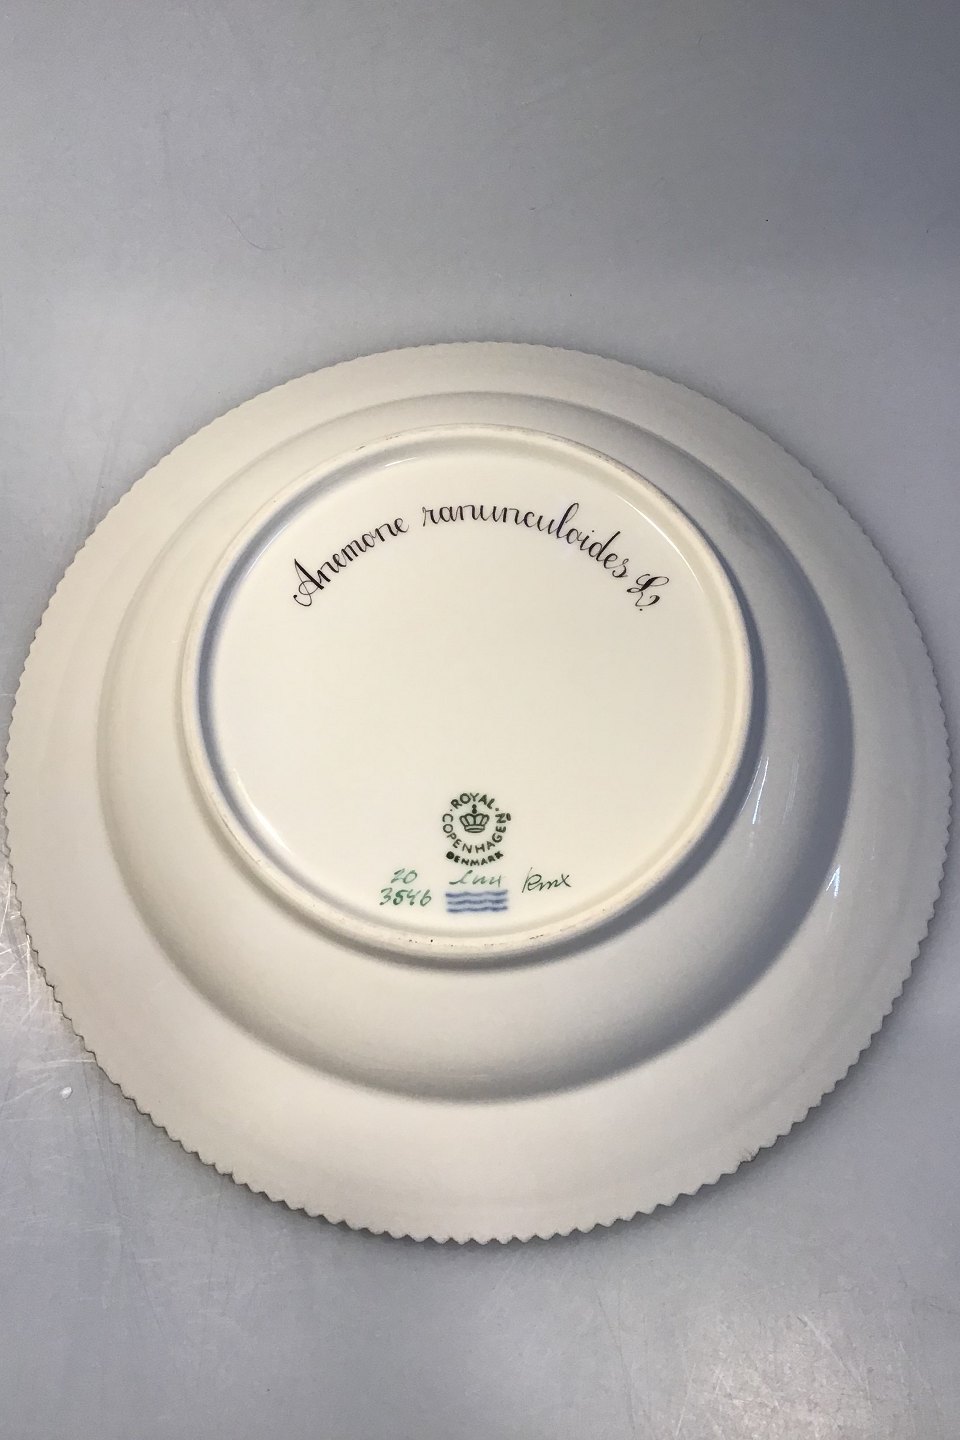 Anemone ranunculoides L.
ROYAL COPENHAGEN
DENMARK
20
3546